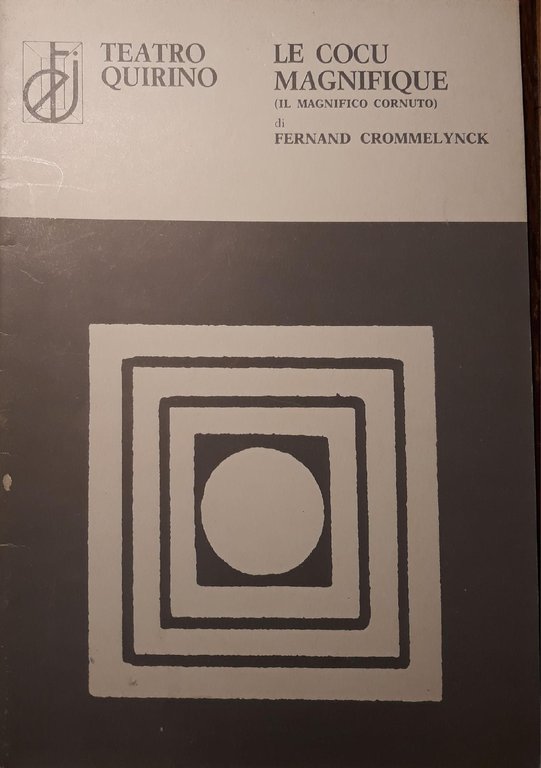 TEATRO
QUIRINO
LE COCU
MAGNIFIQUE
(IL MAGNIFICO CORNUTO)
di
FERNAND CROMMELYNCK